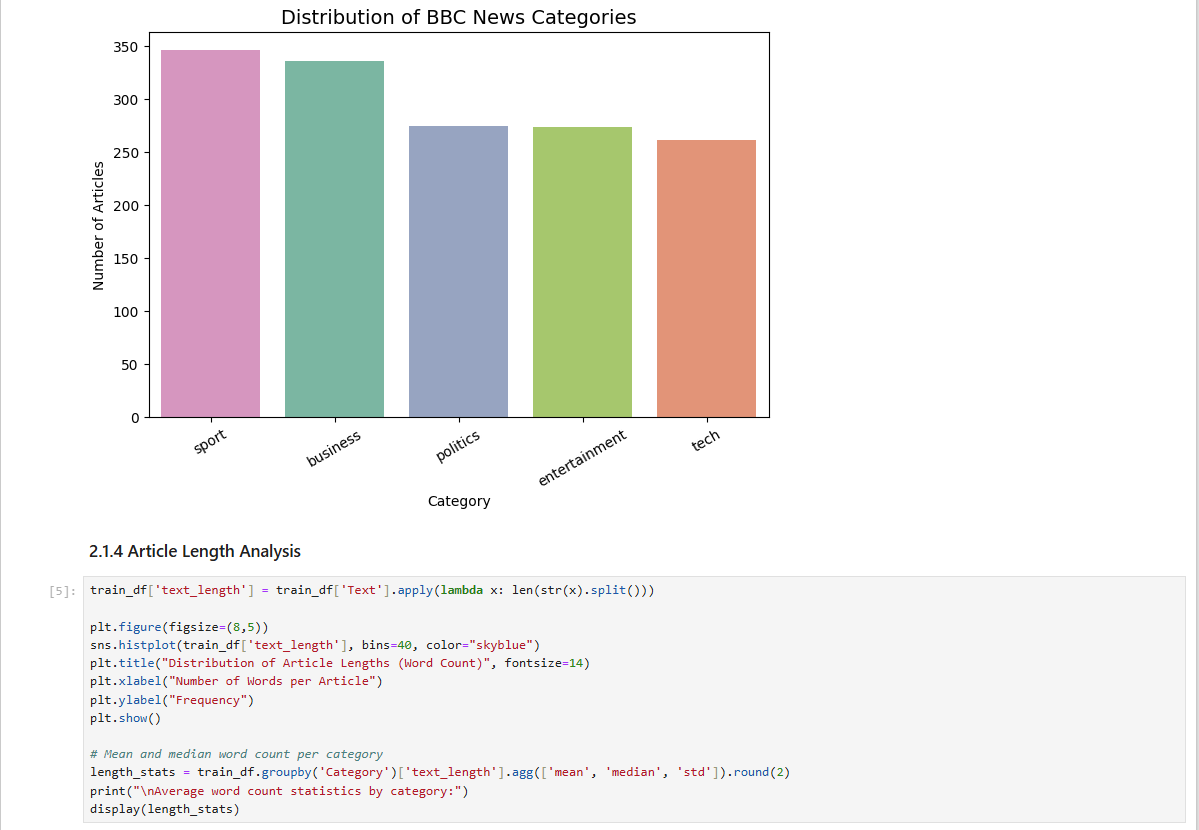 Distribution of BBC News Categories
350
300
250
200
150
100
50
0
Number of Articles
sport
business
politics
entertainment
tech
Category
2.1.4 Article Length Analysis
[5]:
train_df['text_length'] = train_df['Text'].apply(lambda x: len(str(x).split()))
plt.figure(figsize=(8,5))
sns.histplot(train_df['text_length'], bins=40, color="skyblue")
plt.title("Distribution of Article Lengths (Word Count)", fontsize=14)
plt.xlabel("Number of Words per Article")
plt.ylabel("Frequency")
plt.show()
# Mean and median word count per category
length_stats = train_df.groupby('Category')['text_length'].agg(['mean', 'median', 'std']).round(2)
print("\nAverage word count statistics by category:")
display(length_stats)